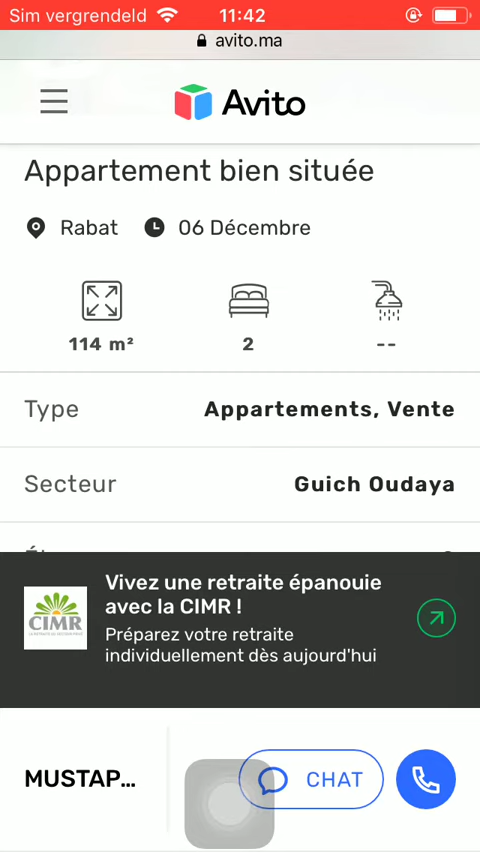 Sim vergrendeld 11:42
avito.ma
Avito
Appartement bien située
Rabat 06 Décembre
114 m² 2 --
Type Appartements, Vente
Secteur Guich Oudaya
Vivez une retraite épanouie
avec la CIMR !
CIMR
Préparez votre retraite
individuellement dès aujourd'hui
MUSTAP... CHAT